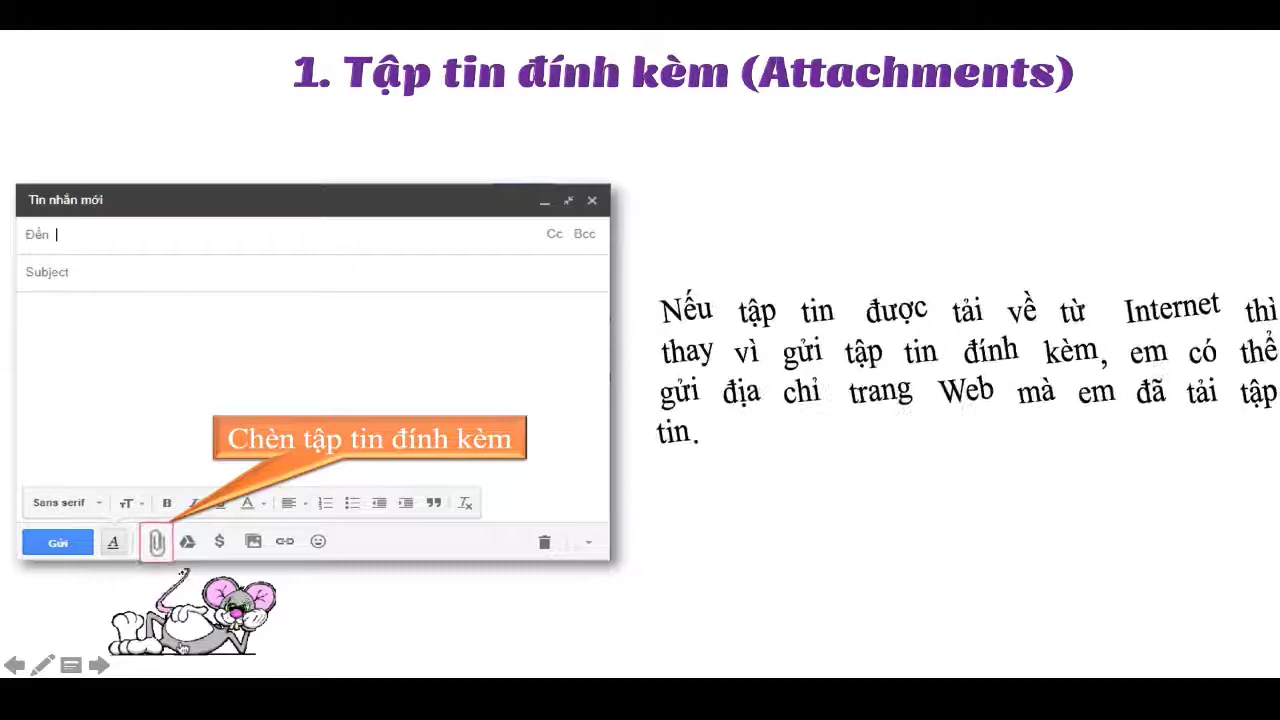 1. Tập tin đính kèm (Attachments)
Tin nhắn mới
Đến
Cc Bcc
Subject
Chèn tập tin đính kèm
Sans serif
Gửi
Nếu tập tin được tải về từ Internet thì
thay vì gửi tập tin đính kèm, em có thể
gửi địa chỉ trang Web mà em đã tải tập
tin.